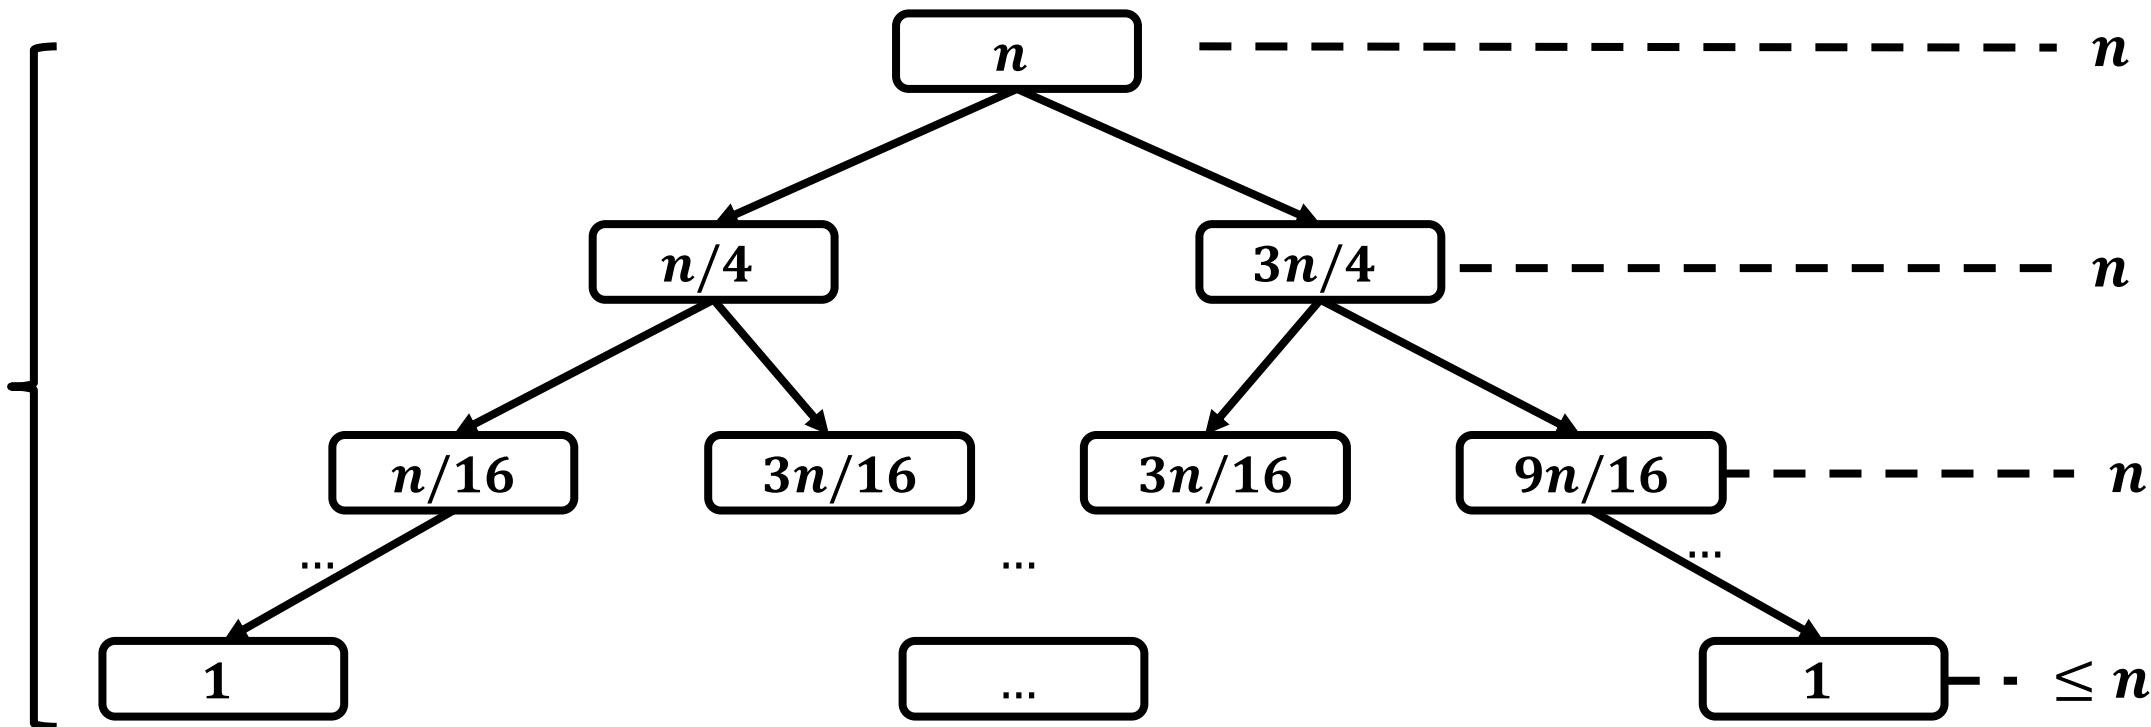 n n
n/4 3n/4 n
n/16 3n/16 3n/16 9n/16 n
... ... ...
1 ... 1 ≤ n